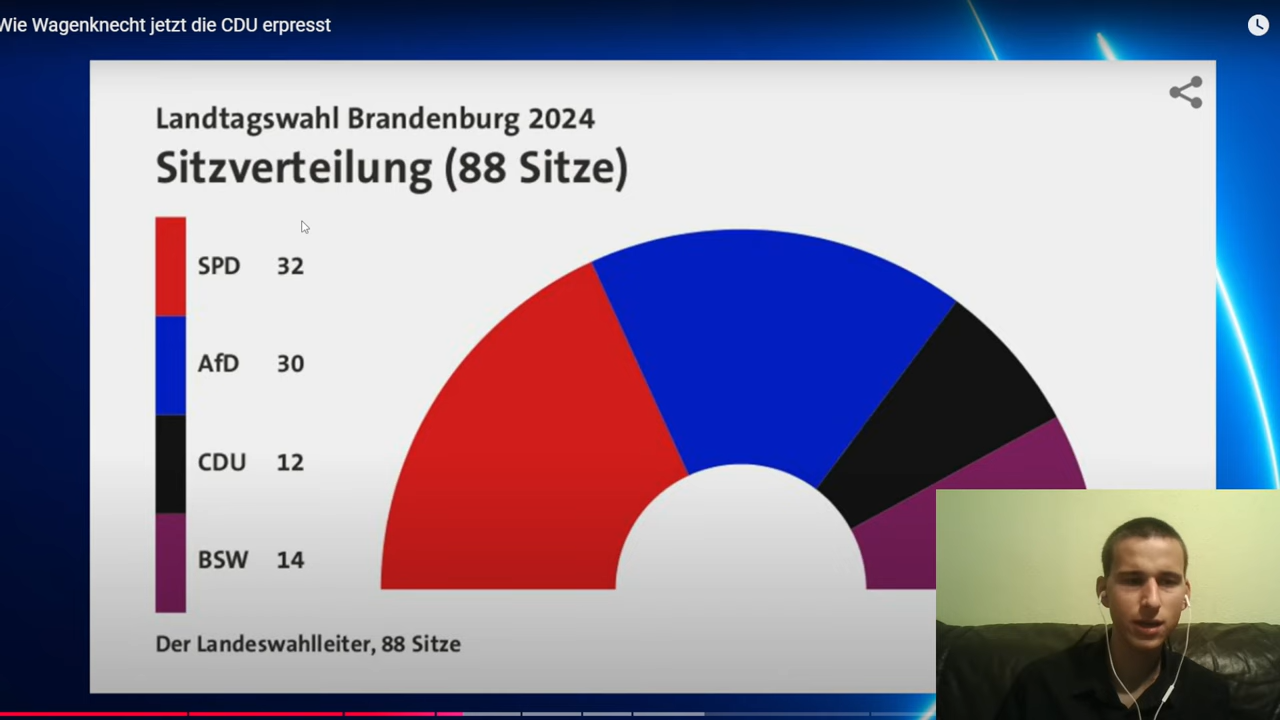 Wie Wagenknecht jetzt die CDU erpresst
Landtagswahl Brandenburg 2024
Sitzverteilung (88 Sitze)
SPD 32
AfD 30
CDU 12
BSW 14
Der Landeswahlleiter, 88 Sitze